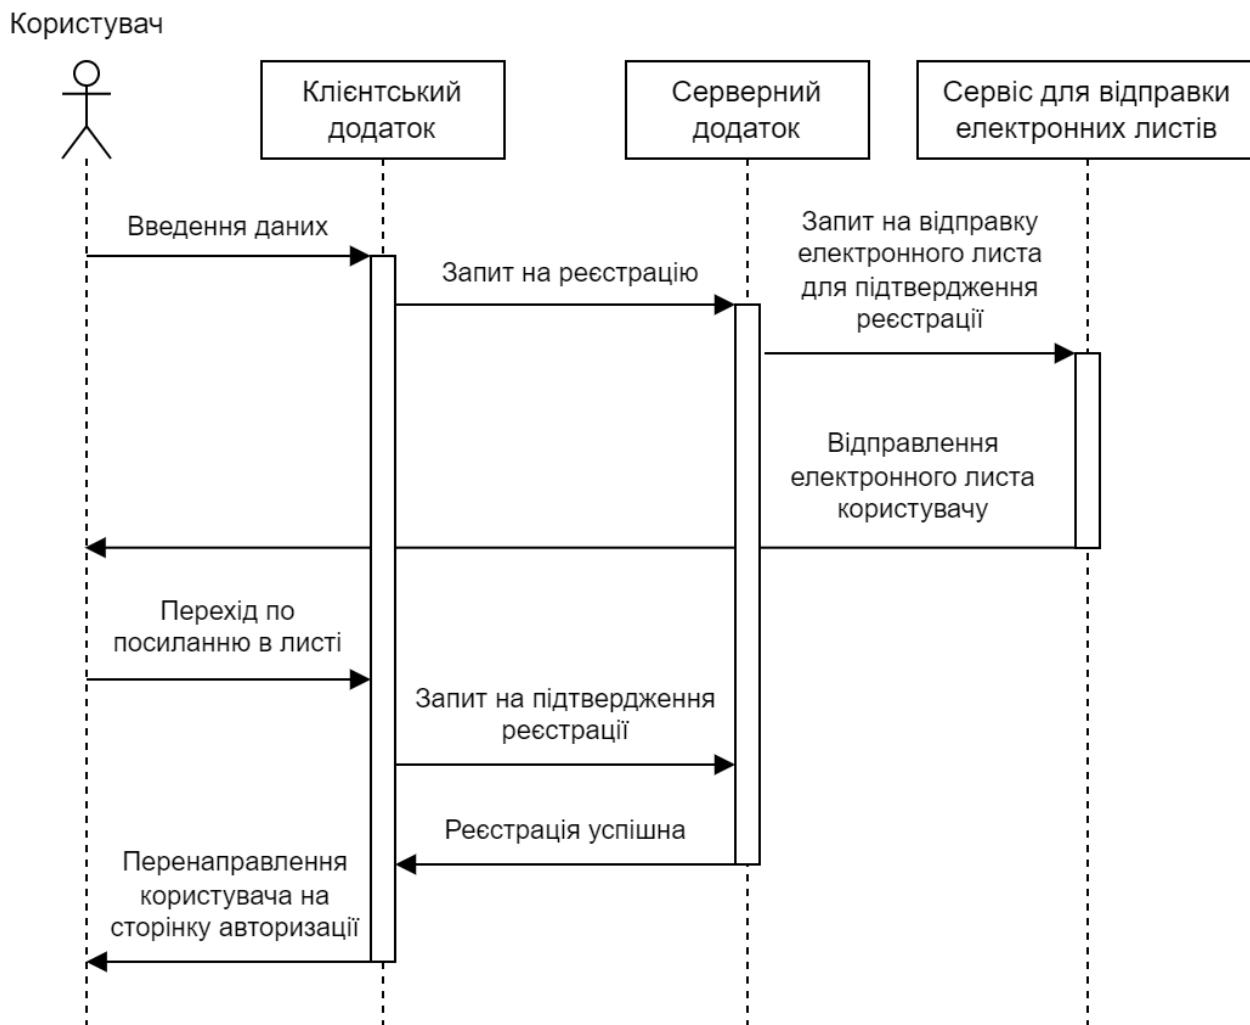 Користувач
Клієнтський
додаток
Серверний
додаток
Сервіс для відправки
електронних листів
Введення даних
Запит на реєстрацію
Запит на відправку
електронного листа
для підтвердження
реєстрації
Відправлення
електронного листа
користувачу
Перехід по
посиланню в листі
Запит на підтвердження
реєстрації
Реєстрація успішна
Перенаправлення
користувача на
сторінку авторизації